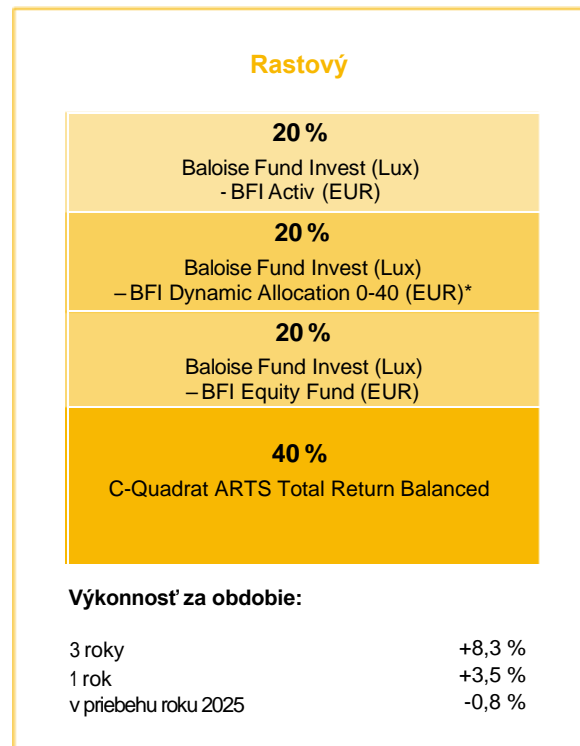 Rastový
20 %
Baloise Fund Invest (Lux)
- BFI Activ (EUR)
20 %
Baloise Fund Invest (Lux)
– BFI Dynamic Allocation 0-40 (EUR)*
20 %
Baloise Fund Invest (Lux)
– BFI Equity Fund (EUR)
40 %
C-Quadrat ARTS Total Return Balanced
Výkonnosť za obdobie:
3 roky +8,3 %
1 rok +3,5 %
v priebehu roku 2025 -0,8 %